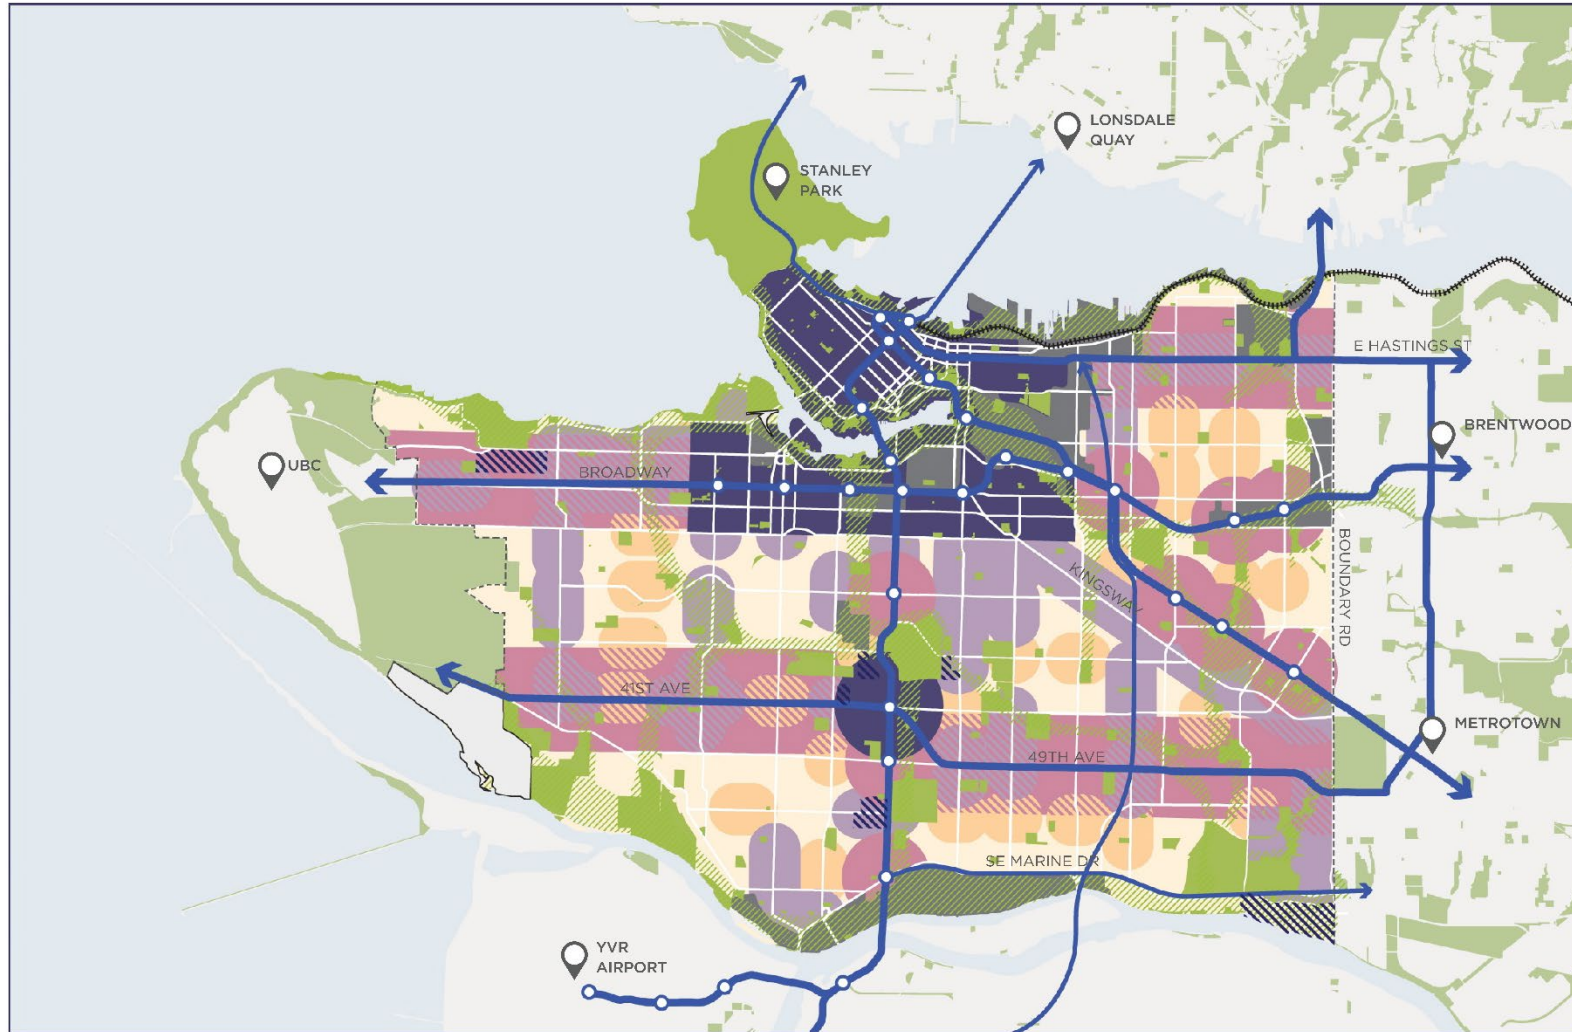 LONSDALE
QUAY
STANLEY
PARK
E HASTINGS ST
BRENTWOOD
UBC
BROADWAY
KINGSWAY
BOUNDARY RD
41ST AVE
METROTOWN
49TH AVE
SE MARINE DR
YVR
AIRPORT